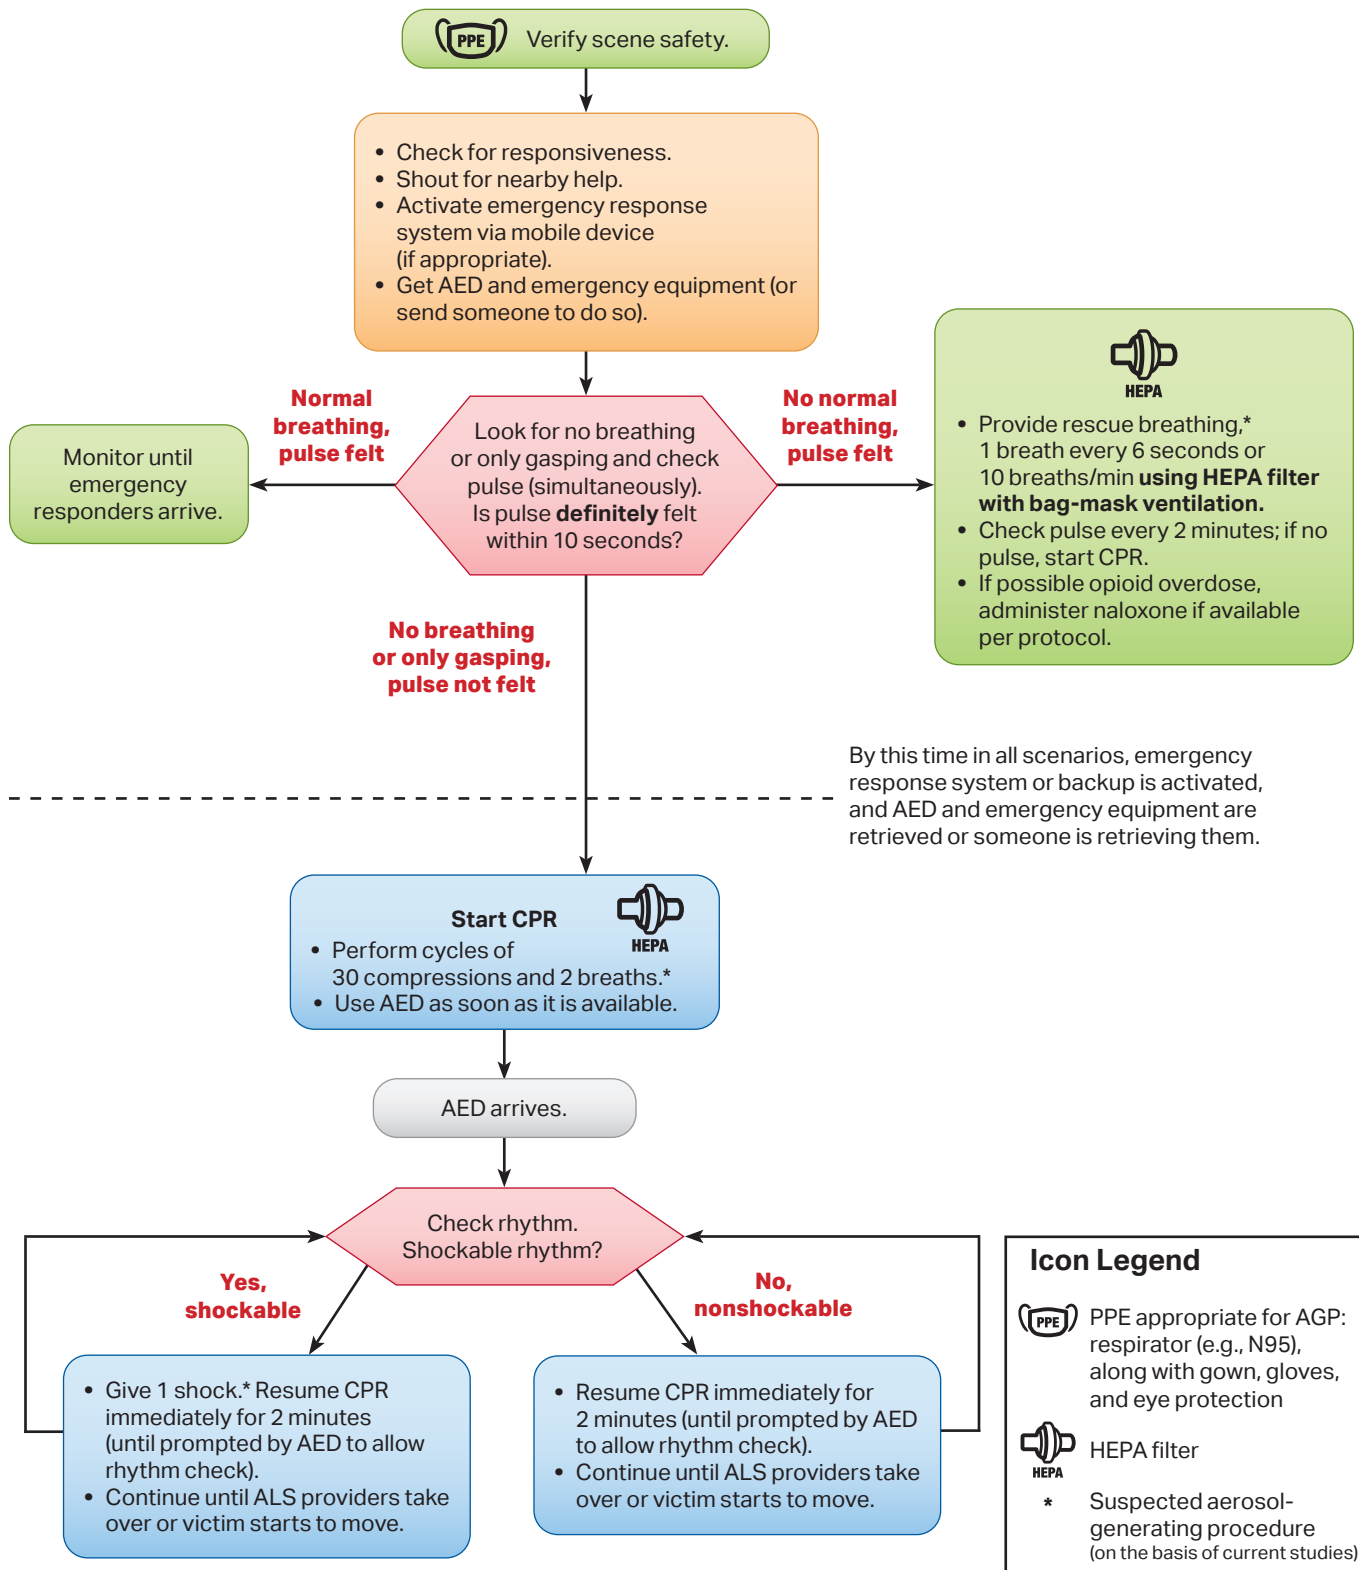 PPE Verify scene safety.
• Check for responsiveness.
• Shout for nearby help.
• Activate emergency response
system via mobile device
(if appropriate).
• Get AED and emergency equipment (or
send someone to do so).
Normal
breathing,
pulse felt
Look for no breathing
or only gasping and check
pulse (simultaneously).
Is pulse definitely felt
within 10 seconds?
No normal
breathing,
pulse felt
Monitor until
emergency
responders arrive.
HEPA
• Provide rescue breathing,*
1 breath every 6 seconds or
10 breaths/min using HEPA filter
with bag-mask ventilation.
• Check pulse every 2 minutes; if no
pulse, start CPR.
• If possible opioid overdose,
administer naloxone if available
per protocol.
No breathing
or only gasping,
pulse not felt
By this time in all scenarios, emergency
response system or backup is activated,
and AED and emergency equipment are
retrieved or someone is retrieving them.
Start CPR
HEPA
• Perform cycles of
30 compressions and 2 breaths.*
• Use AED as soon as it is available.
AED arrives.
Check rhythm.
Shockable rhythm?
Yes,
shockable
No,
nonshockable
• Give 1 shock.* Resume CPR
immediately for 2 minutes
(until prompted by AED to allow
rhythm check).
• Continue until ALS providers take
over or victim starts to move.
• Resume CPR immediately for
2 minutes (until prompted by AED
to allow rhythm check).
• Continue until ALS providers take
over or victim starts to move.
Icon Legend
PPE PPE appropriate for AGP:
respirator (e.g., N95),
along with gown, gloves,
and eye protection
HEPA HEPA filter
* Suspected aerosol-
generating procedure
(on the basis of current studies)